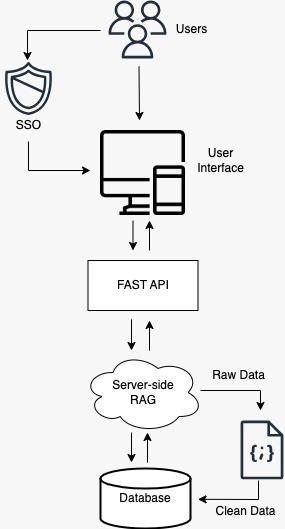 Users
SSO
User
Interface
FAST API
Server-side
RAG
Raw Data
{;}
Database
Clean Data